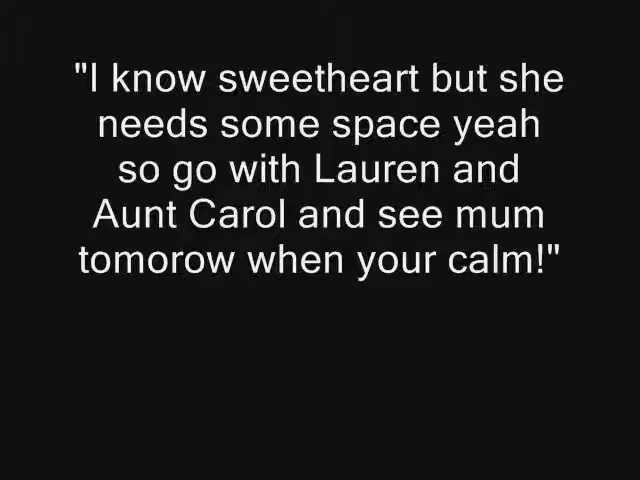 "I know sweetheart but she
needs some space yeah
so go with Lauren and
Aunt Carol and see mum
tomorow when your calm!"